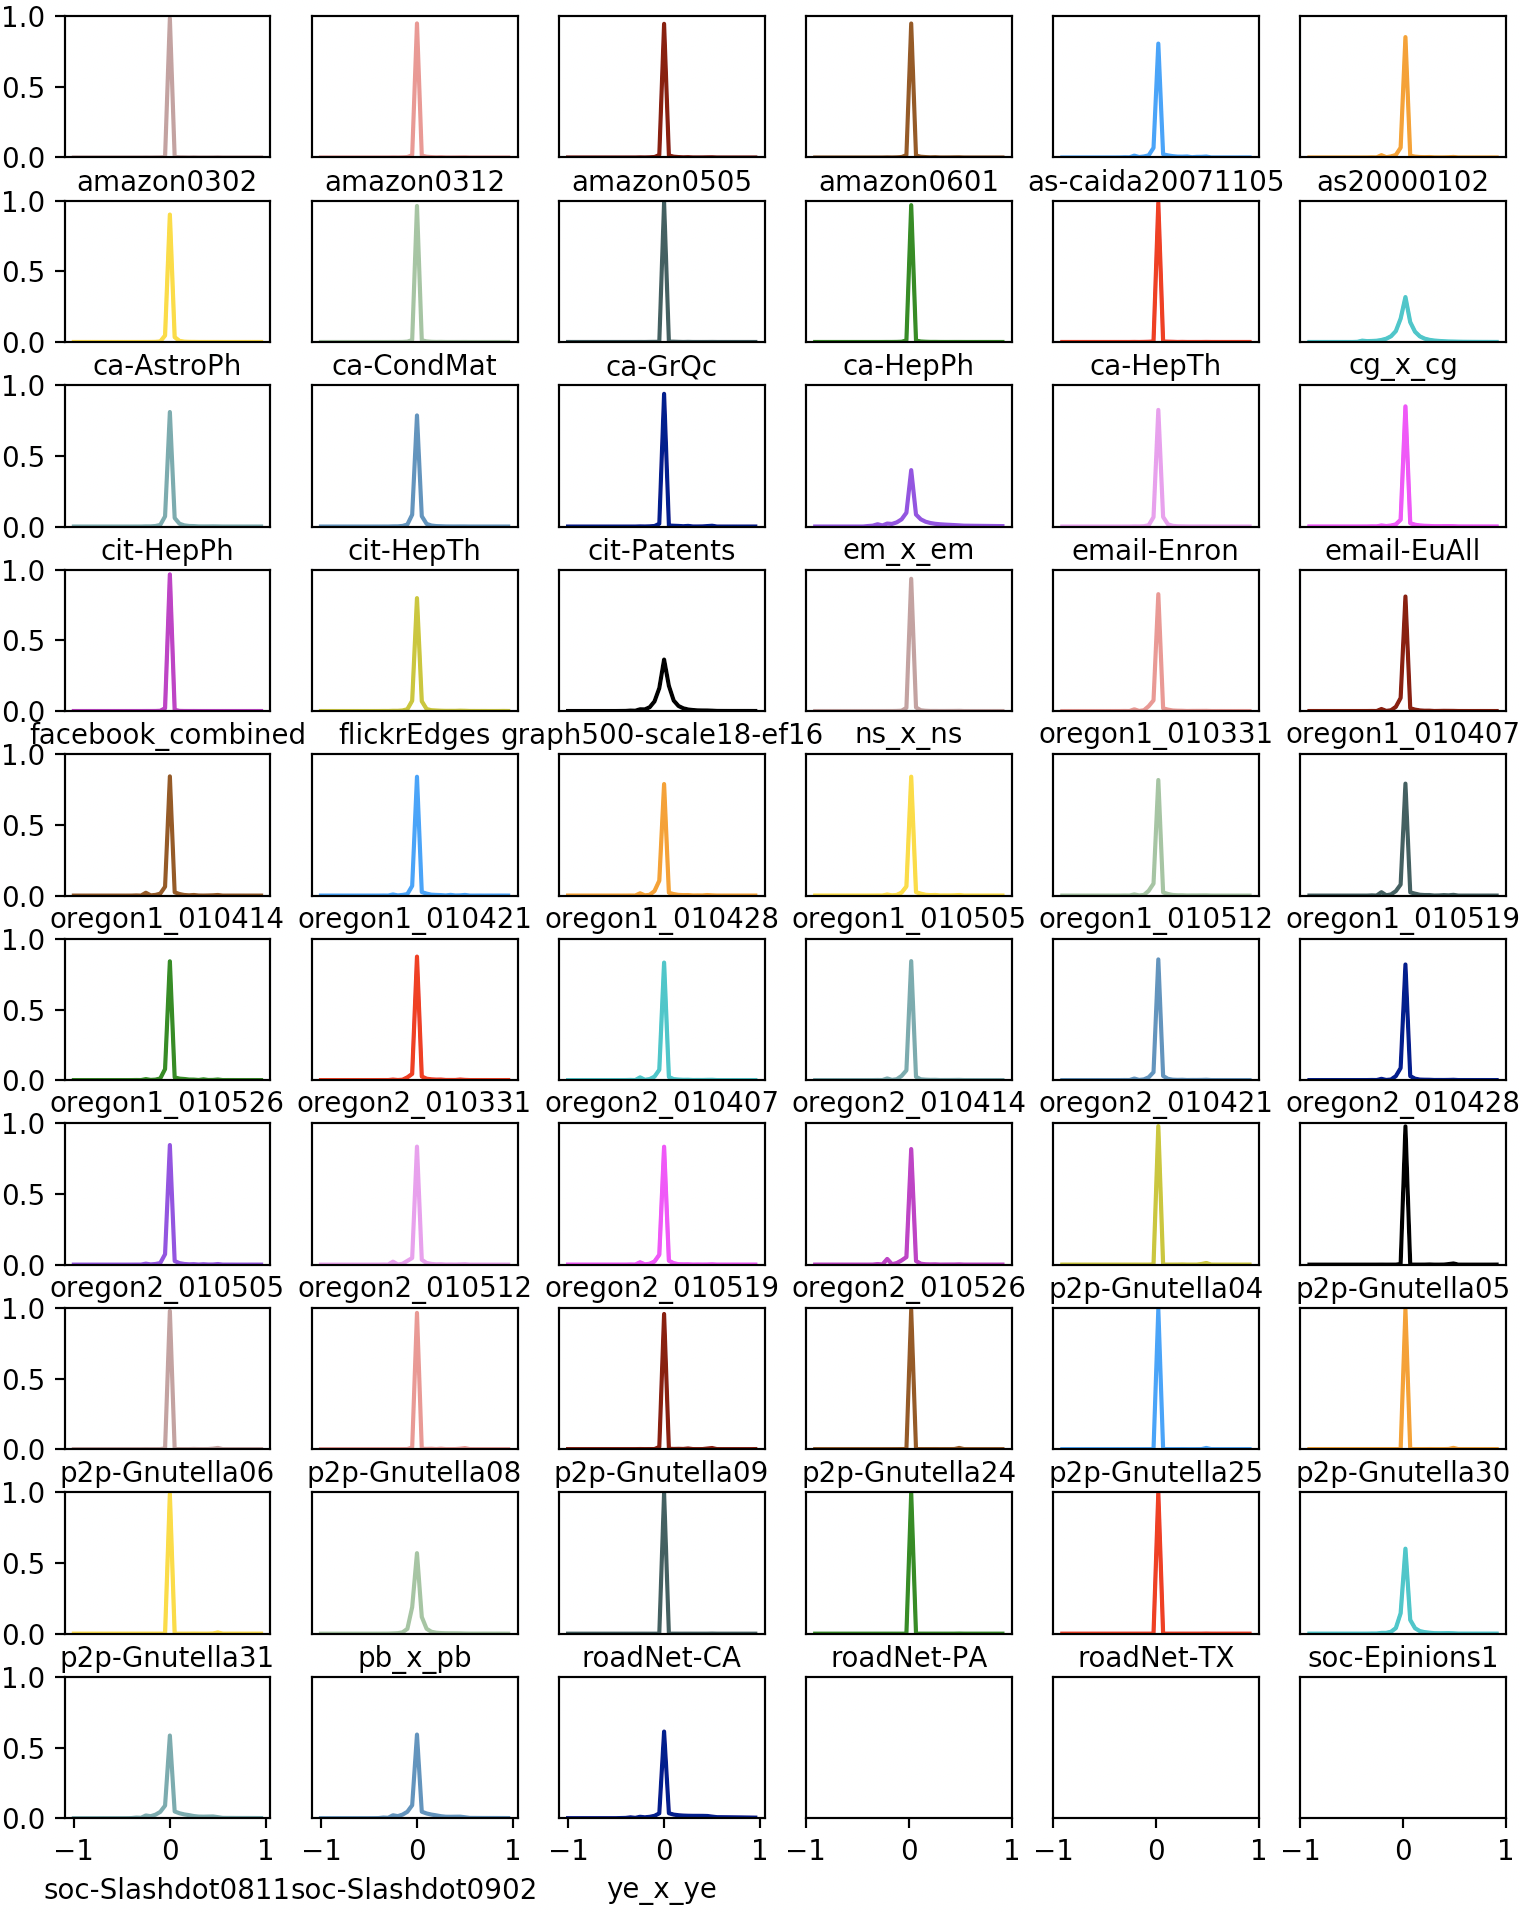 1.0
0.5
0.0
amazon0302 amazon0312 amazon0505 amazon0601 as-caida20071105 as20000102
1.0
0.5
0.0
ca-AstroPh ca-CondMat ca-GrQc ca-HepPh ca-HepTh cg_x_cg
1.0
0.5
0.0
cit-HepPh cit-HepTh cit-Patents em_x_em email-Enron email-EuAll
1.0
0.5
0.0
facebook_combined flickrEdges graph500-scale18-ef16 ns_x_ns oregon1_010331 oregon1_010407
1.0
0.5
0.0
oregon1_010414 oregon1_010421 oregon1_010428 oregon1_010505 oregon1_010512 oregon1_010519
1.0
0.5
0.0
oregon1_010526 oregon2_010331 oregon2_010407 oregon2_010414 oregon2_010421 oregon2_010428
1.0
0.5
0.0
oregon2_010505 oregon2_010512 oregon2_010519 oregon2_010526 p2p-Gnutella04 p2p-Gnutella05
1.0
0.5
0.0
p2p-Gnutella06 p2p-Gnutella08 p2p-Gnutella09 p2p-Gnutella24 p2p-Gnutella25 p2p-Gnutella30
1.0
0.5
0.0
p2p-Gnutella31 pb_x_pb roadNet-CA roadNet-PA roadNet-TX soc-Epinions1
1.0
0.5
0.0
−1 0 1 −1 0 1 −1 0 1 −1 0 1 −1 0 1 −1 0 1
soc-Slashdot0811 soc-Slashdot0902 ye_x_ye